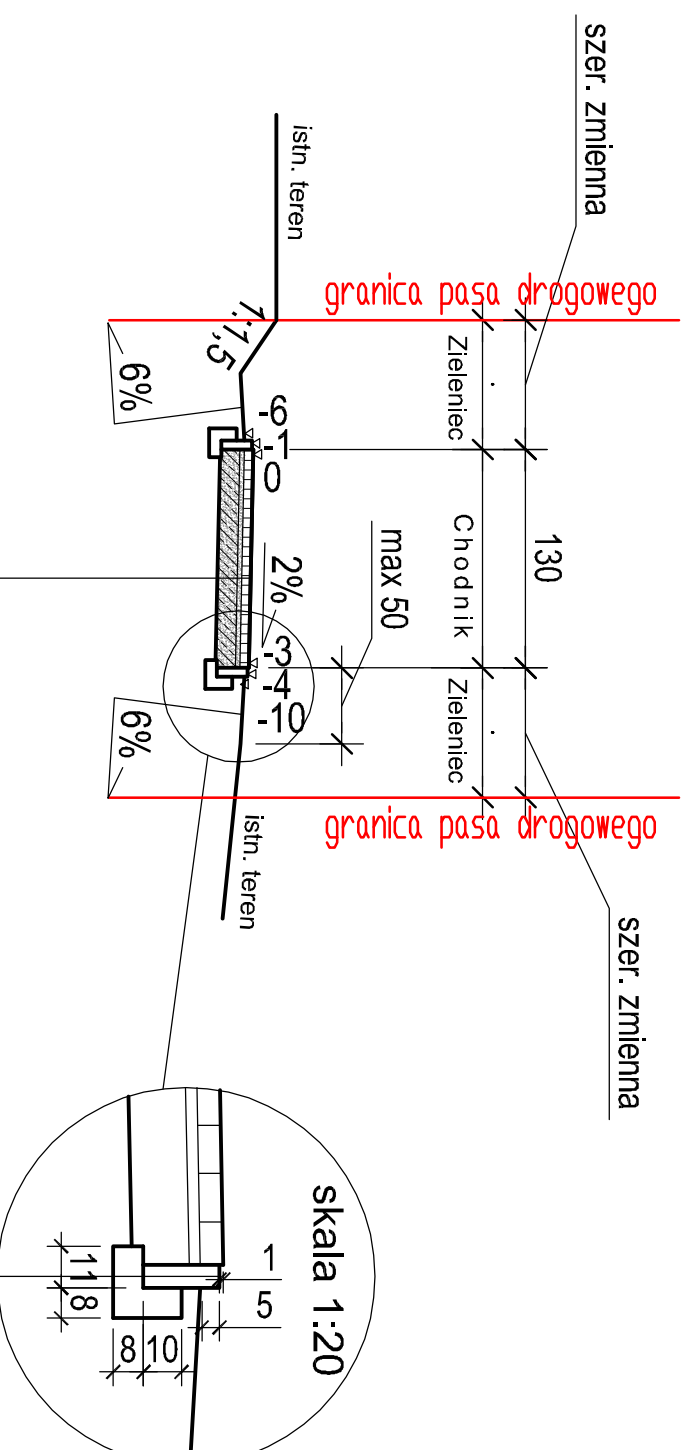 szer. zmienna
szer. zmienna
130
granica pasa drogowego
granica pasa drogowego
Zieleniec
Chodnik
Zieleniec
max 50
istn. teren
1:1,5
-6
-1
0
2%
-3
-4
-10
istn. teren
6%
6%
skala 1:20
1
5
10
8
11
8